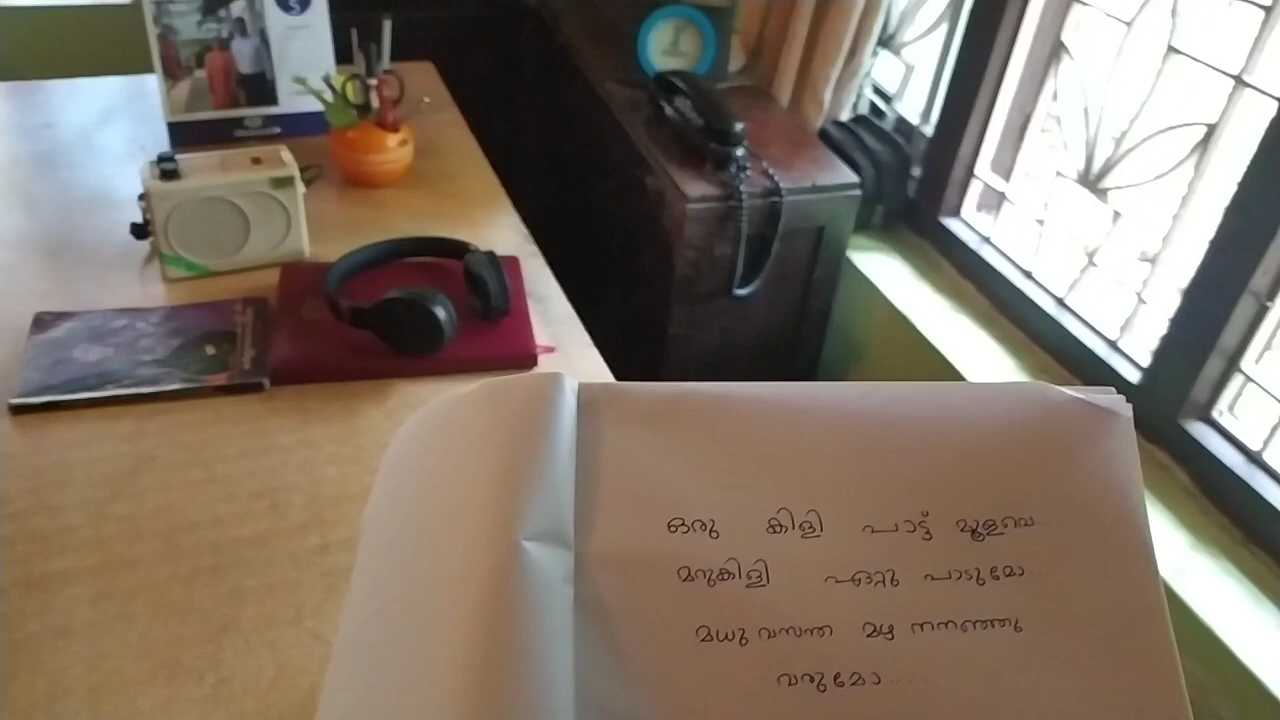 ഒരു കിളി പാട്ട് മൂളവെ
മറുകിളി ഏറ്റു പാടുമോ...
മധു വസന്ത മഴ നനഞ്ഞു
വരുമോ.....